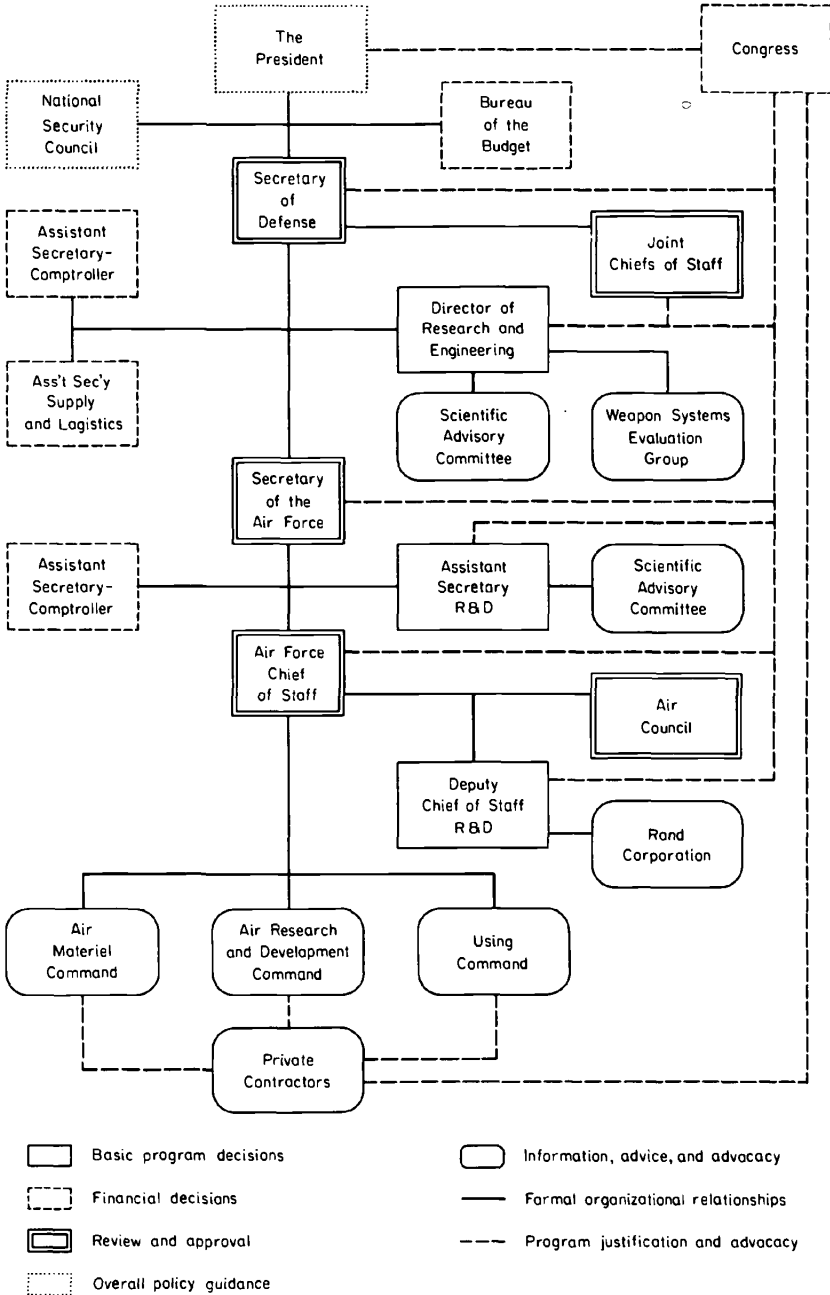 The
President
Congress
National
Security
Council
Bureau
of the
Budget
Secretary
of
Defense
Assistant
Secretary-
Comptroller
Joint
Chiefs of Staff
Director of
Research and
Engineering
Ass't Sec'y
Supply
and Logistics
Scientific
Advisory
Committee
Weapon Systems
Evaluation
Group
Secretary
of the
Air Force
Assistant
Secretary-
Comptroller
Assistant
Secretary
R&D
Scientific
Advisory
Committee
Air Force
Chief
of Staff
Air
Council
Deputy
Chief of Staff
R&D
Rand
Corporation
Air
Materiel
Command
Air Research
and Development
Command
Using
Command
Private
Contractors
Basic program decisions
Financial decisions
Review and approval
Overall policy guidance
Information, advice, and advocacy
Formal organizational relationships
Program justification and advocacy